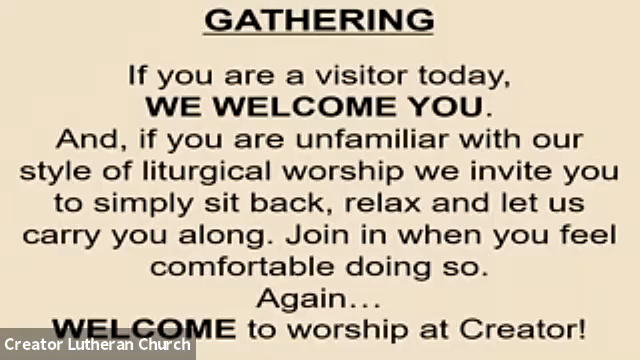 GATHERING
If you are a visitor today,
WE WELCOME YOU.
And, if you are unfamiliar with our
style of liturgical worship we invite you
to simply sit back, relax and let us
carry you along. Join in when you feel
comfortable doing so.
Again…
WELCOME to worship at Creator!
Creator Lutheran Church